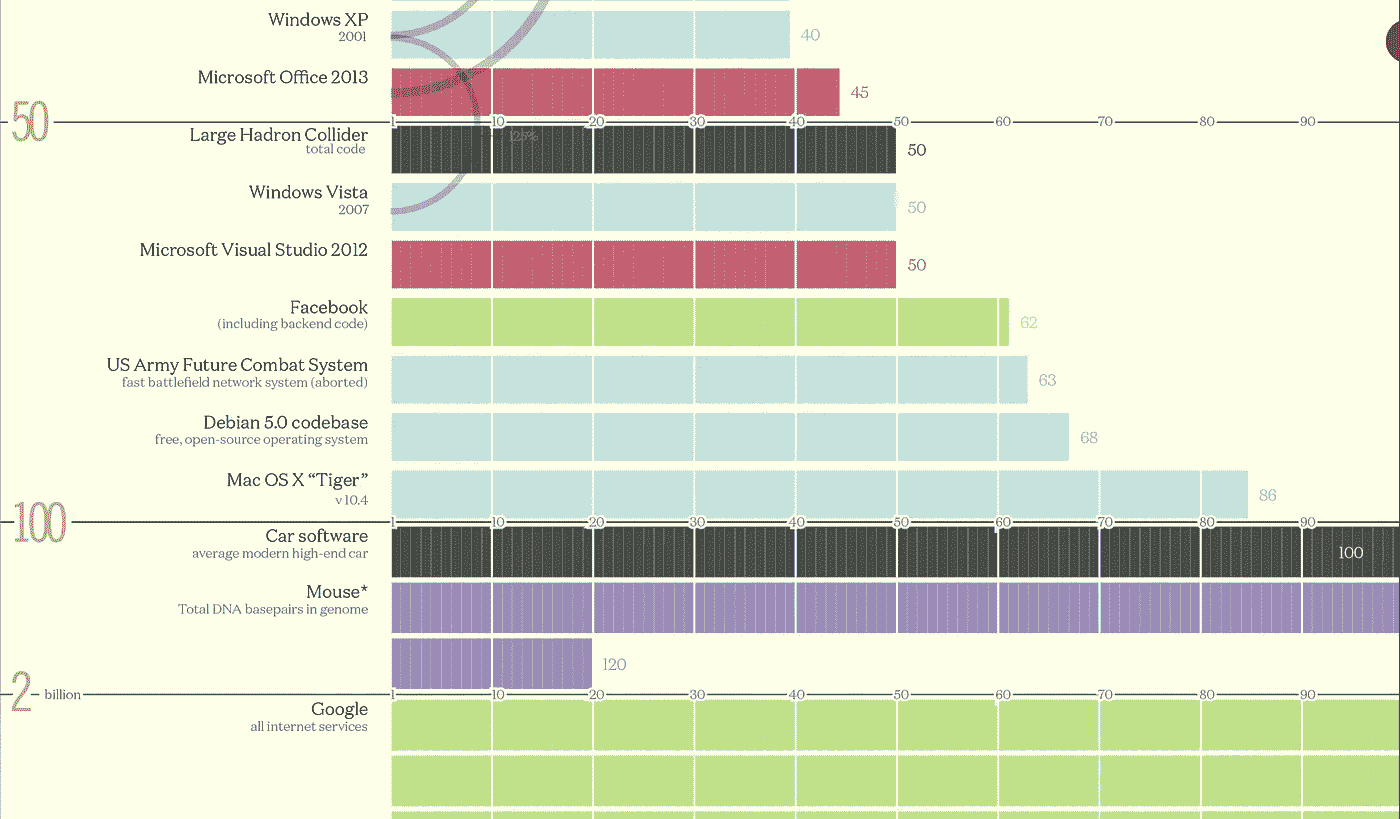 Windows XP
2001
40
Microsoft Office 2013
45
50
1 10 20 30 40 50 60 70 80 90
Large Hadron Collider
total code
25%
50
Windows Vista
2007
50
Microsoft Visual Studio 2012
50
Facebook
(including backend code)
62
US Army Future Combat System
fast battlefield network system (aborted)
63
Debian 5.0 codebase
free, open-source operating system
68
Mac OS X “Tiger”
v 10.4
86
100
1 10 20 30 40 50 60 70 80 90
Car software
average modern high-end car
100
Mouse*
Total DNA basepairs in genome
120
2 billion
1 10 20 30 40 50 60 70 80 90
Google
all internet services